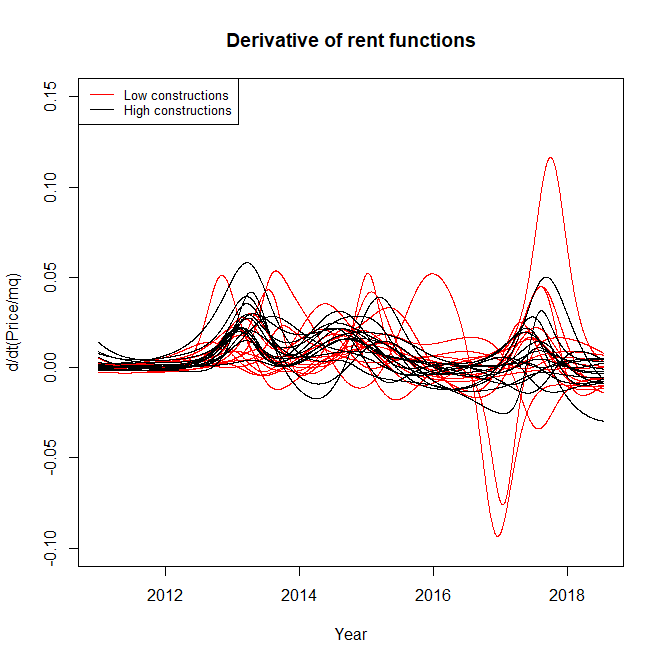 Derivative of rent functions
Low constructions
High constructions
0.15
0.10
0.05
0.00
-0.05
-0.10
d/dt(Price/mq)
2012 2014 2016 2018
Year